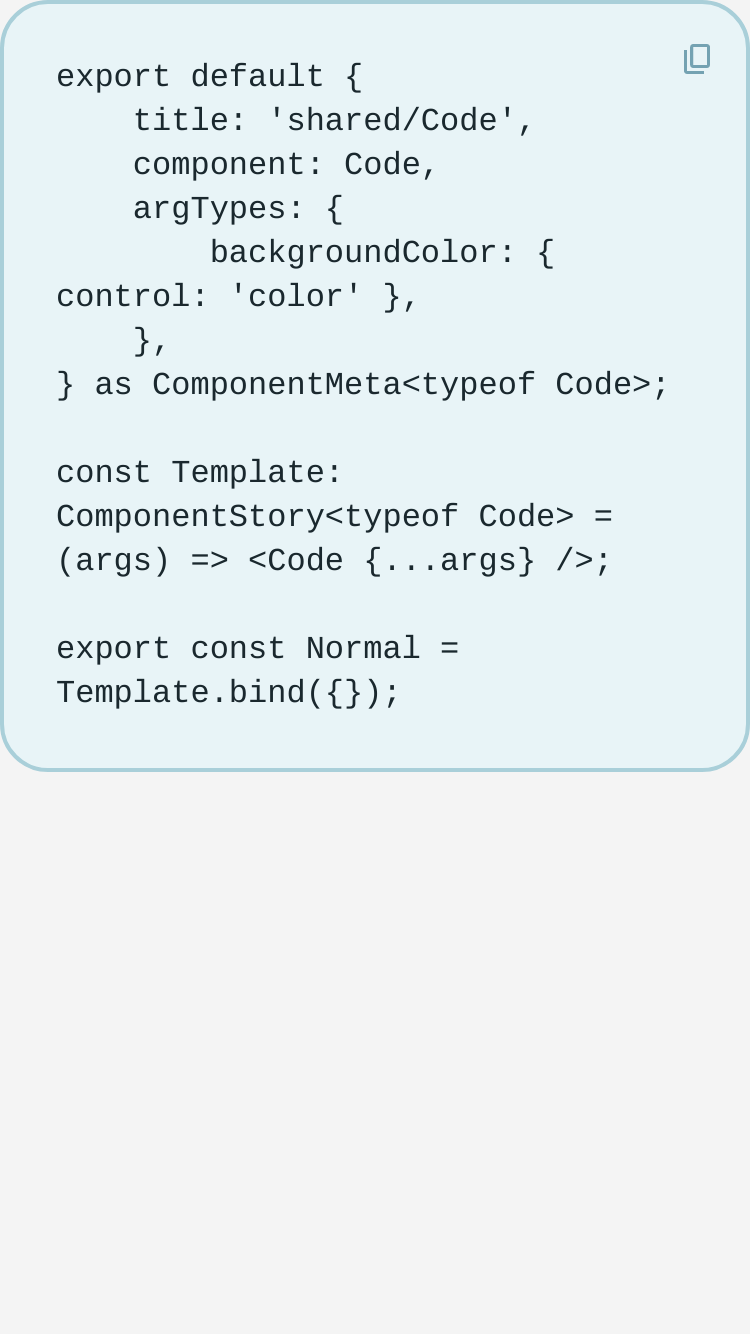 export default {
    title: 'shared/Code',
    component: Code,
    argTypes: {
        backgroundColor: {
control: 'color' },
    },
} as ComponentMeta<typeof Code>;

const Template:
ComponentStory<typeof Code> =
(args) => <Code {...args} />;

export const Normal =
Template.bind({});